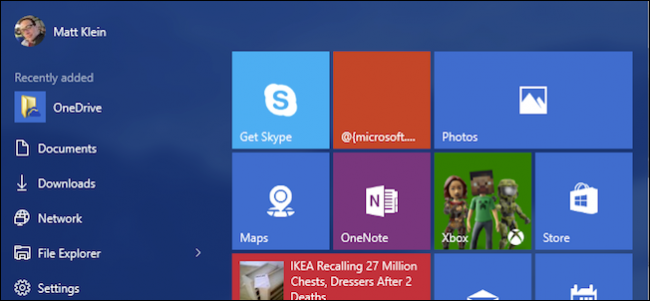 Matt Klein
Recently added
OneDrive
Documents
Downloads
Network
File Explorer
Settings
Get Skype
@{microsoft....
Photos
Maps
OneNote
Xbox
Store
IKEA Recalling 27 Million
Chests, Dressers After 2
Deaths